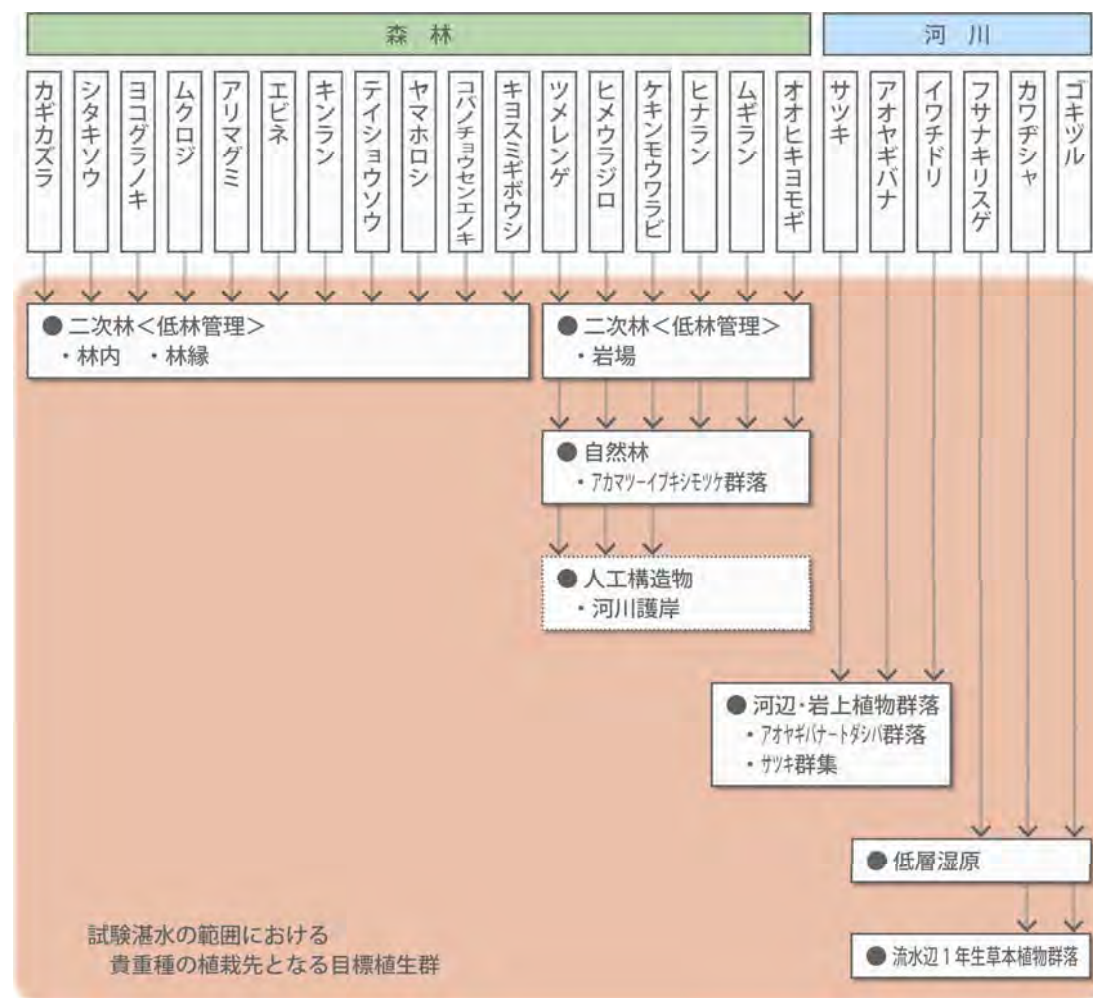 森 林
河 川
カギカズラ
シタキソウ
ヨコグラノキ
ムクロジ
アリマグミ
エビネ
キンラン
テイショウソウ
ヤマホロシ
コバノチョウセンエノキ
キヨスミギボウシ
ツメレンゲ
ヒメウラジロ
ケキンモウワラビ
ヒナラン
ムギラン
オオヒキヨモギ
サツキ
アオヤギバナ
イワチドリ
フサナキリスゲ
カワヂシャ
ゴキヅル
● 二次林<低林管理>
・林内 ・林縁
● 二次林<低林管理>
・岩場
● 自然林
・アカマツーイブキシモツケ群落
● 人工構造物
・河川護岸
● 河辺・岩上植物群落
・アオヤギバナートダシバ群落
・サツキ群集
● 低層湿原
● 流水辺1年生草本植物群落
試験湛水の範囲における
貴重種の植栽先となる目標植生群